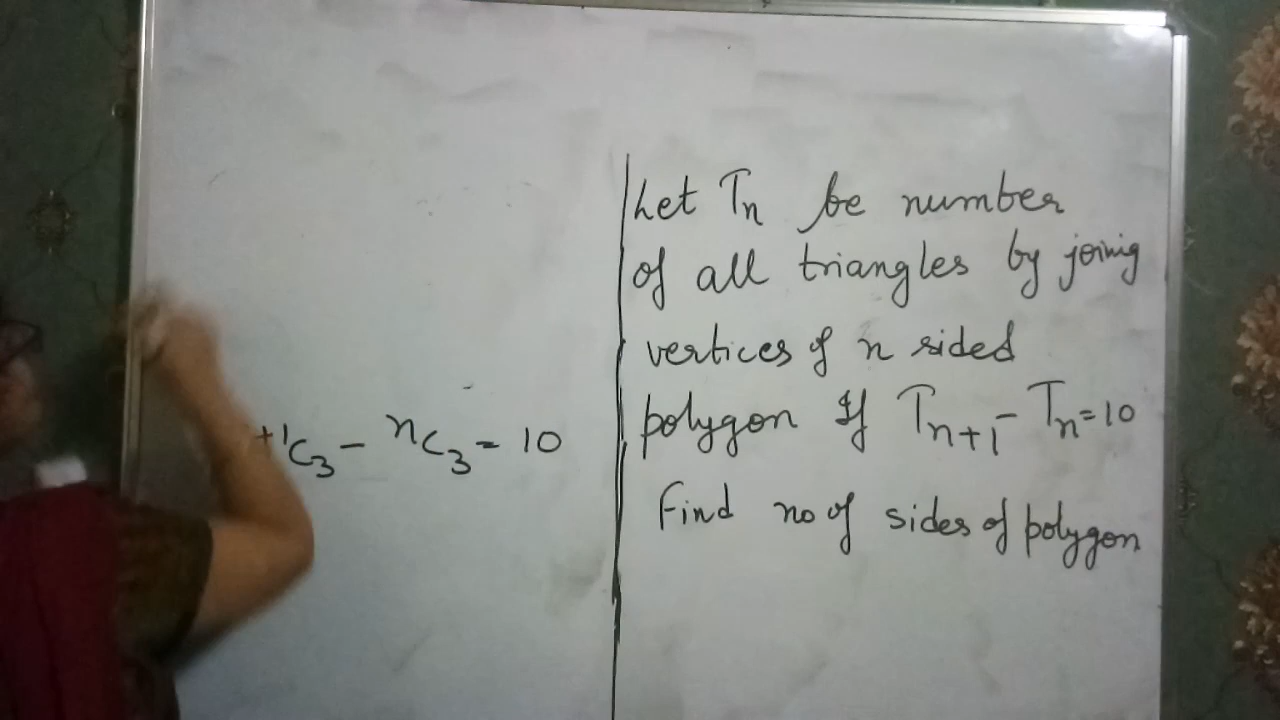 +1C3 - nC3 = 10
Let Tn be number
of all triangles by joining
vertices of n sided
polygon If Tn+1 - Tn = 10
Find no of sides of polygon